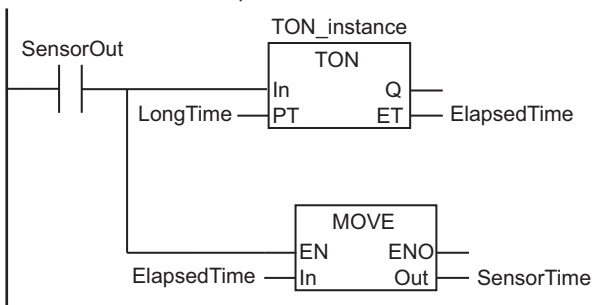 TON_instance
SensorOut
TON
In Q
LongTime PT ET ElapsedTime
MOVE
EN ENO
ElapsedTime In Out SensorTime